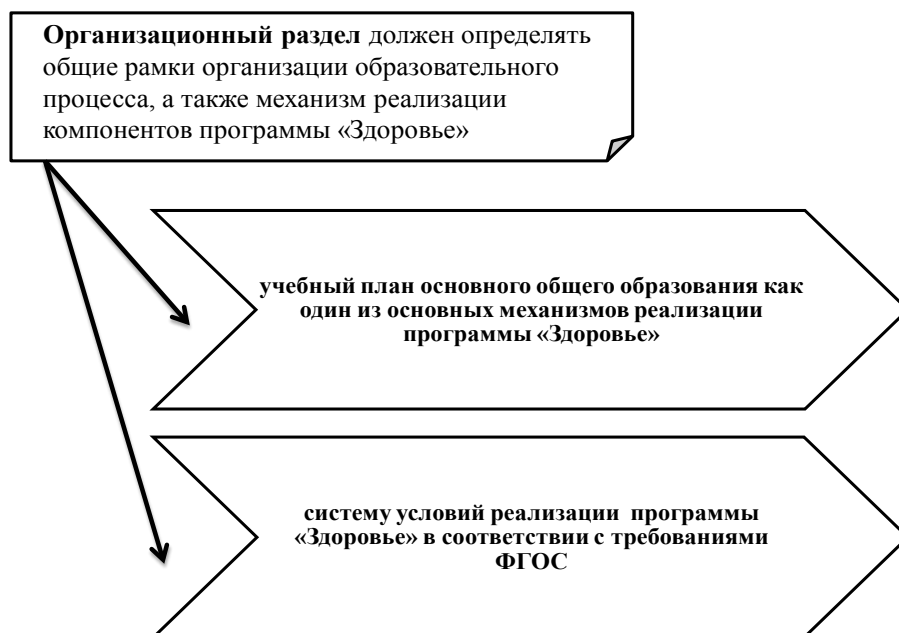 Организационный раздел должен определять
общие рамки организации образовательного
процесса, а также механизм реализации
компонентов программы «Здоровье»
учебный план основного общего образования как
один из основных механизмов реализации
программы «Здоровье»
систему условий реализации программы
«Здоровье» в соответствии с требованиями
ФГОС